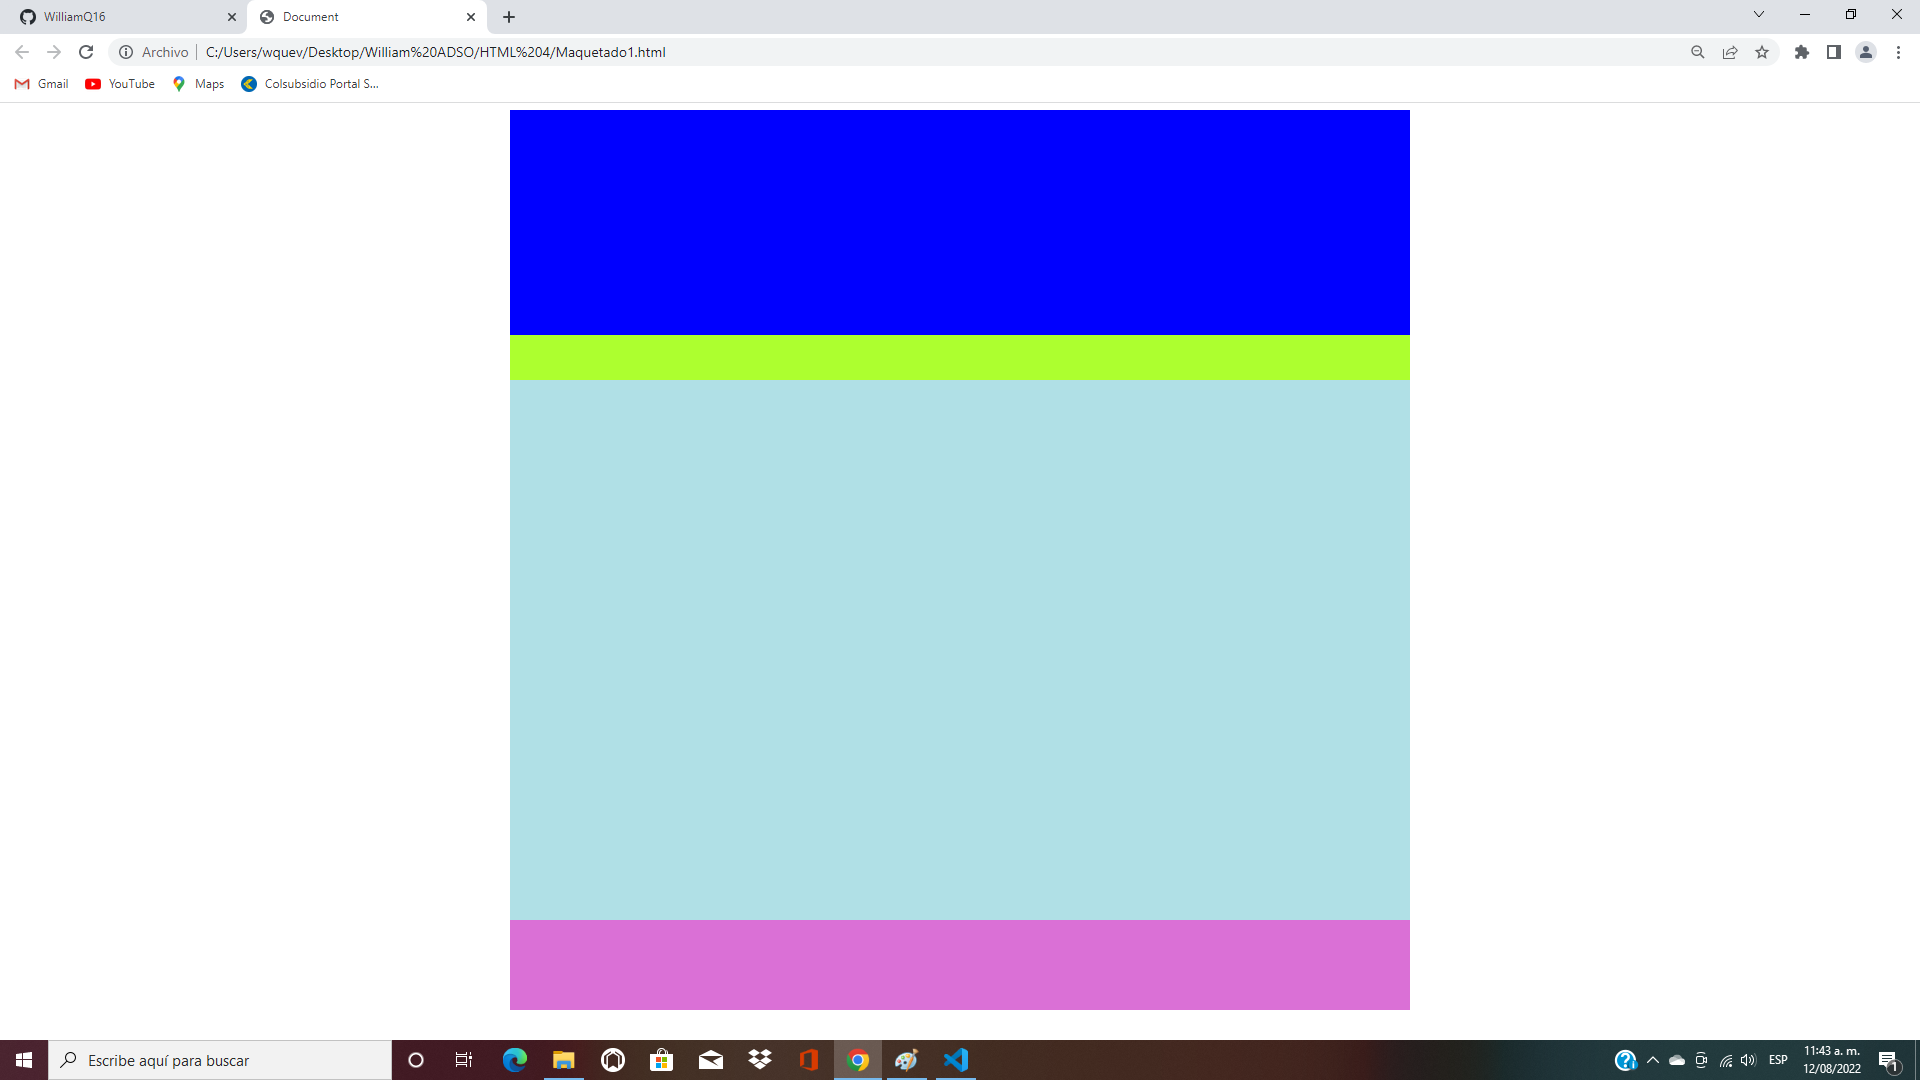 WilliamQ16
Document
Archivo
C:/Users/wquev/Desktop/William%20ADSO/HTML%204/Maquetado1.html
Gmail
YouTube
Maps
Colsubsidio Portal S...
Escribe aquí para buscar
ESP
11:43 a. m.
12/08/2022
1